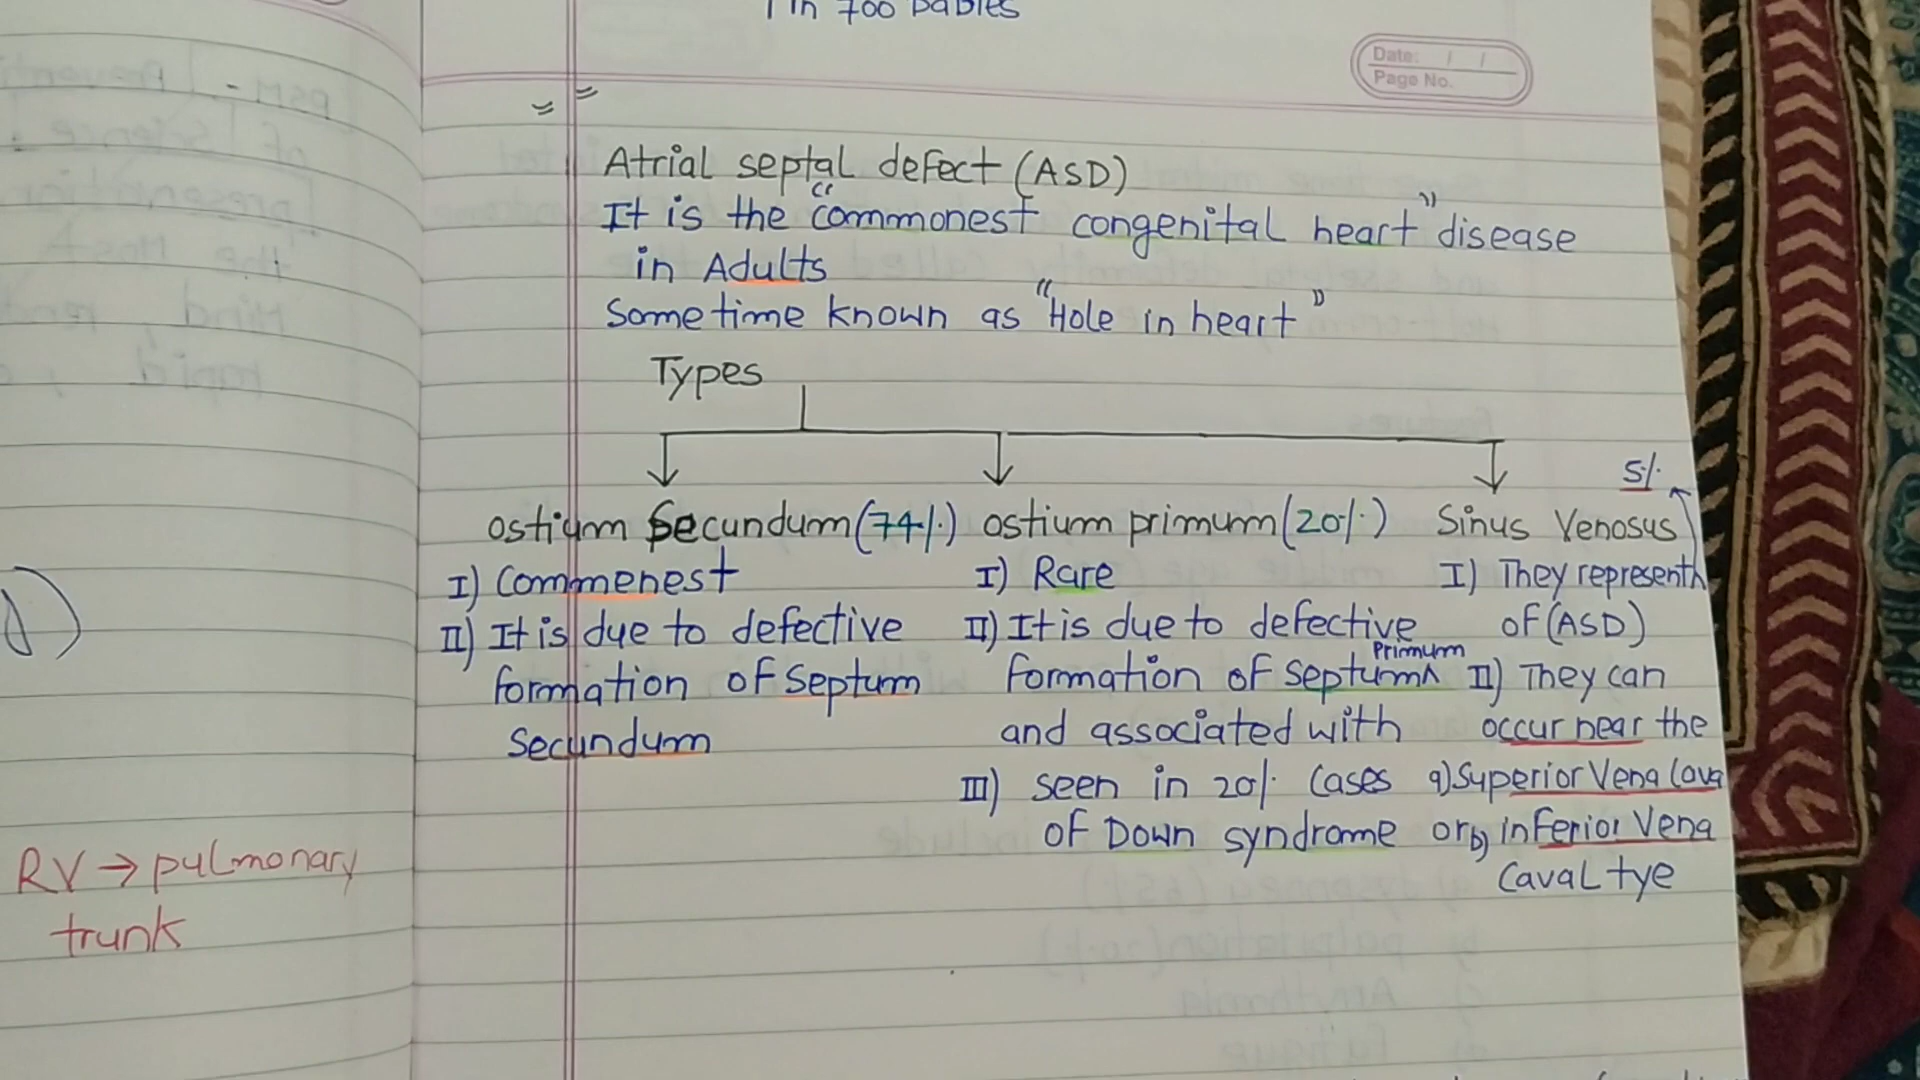 1 in 700 babies
Date: / /
Page No.
Atrial septal defect (ASD)
It is the "commonest congenital heart" disease
in Adults
Sometime known as "Hole in heart"
Types
5%
ostium Secundum (74%) ostium primum (20%) Sinus Venosus
I) Commenest
II) It is due to defective
formation of Septum
Secundum
I) Rare
II) It is due to defective
formation of septum ^ Primum
and associated with
III) seen in 20% Cases
of Down syndrome
I) They representh
of (ASD)
II) They can
occur near the
a) Superior Vena Cava
or b) inferior Vena
Caval tye
RV → pulmonary
trunk